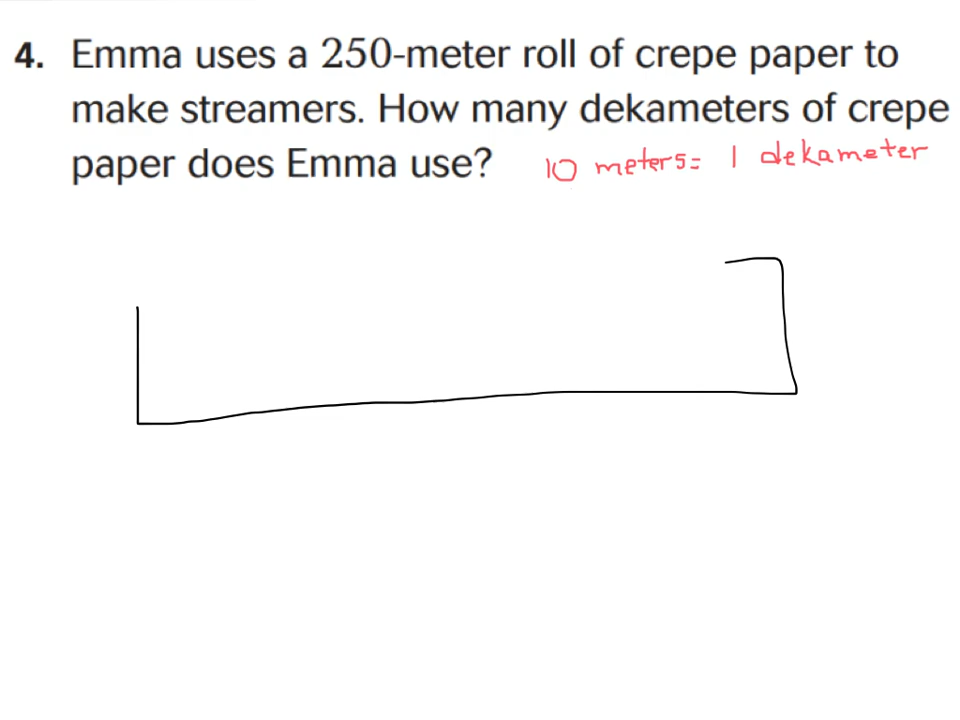 4. Emma uses a 250-meter roll of crepe paper to
make streamers. How many dekameters of crepe
paper does Emma use? 10 meters= 1 dekameter